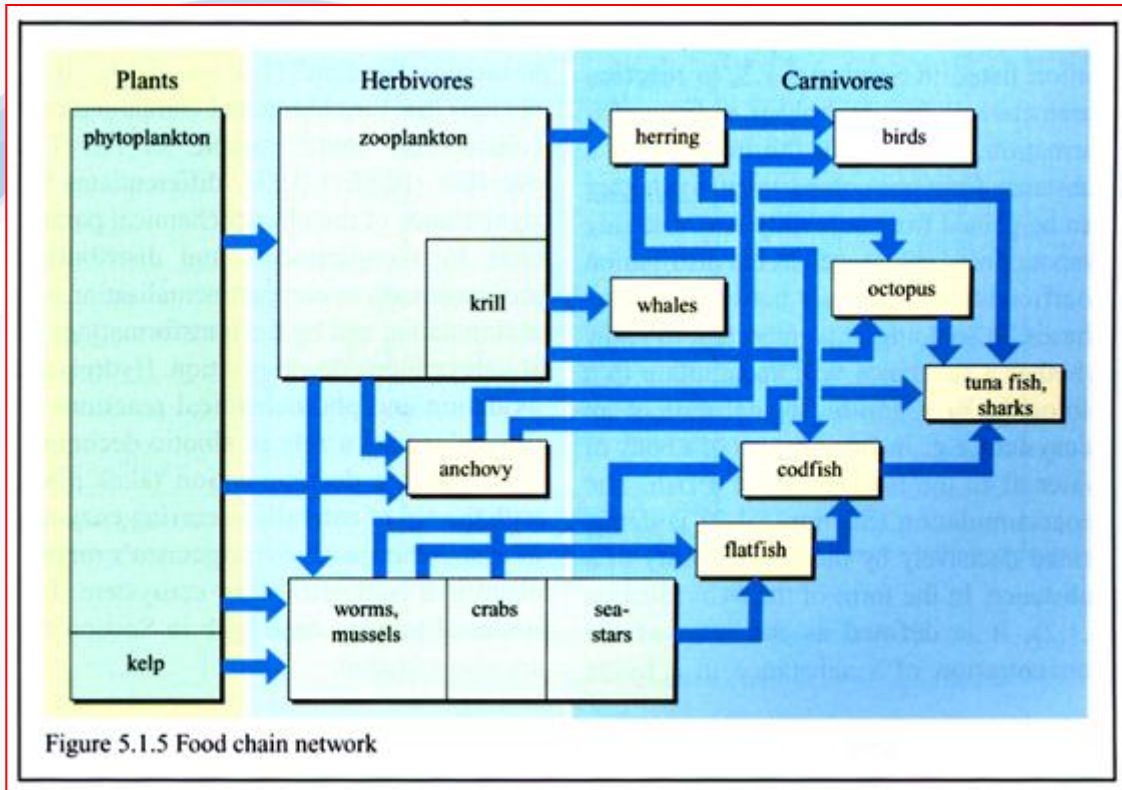 Plants
Herbivores
Carnivores
phytoplankton
zooplankton
herring
birds
krill
whales
octopus
tuna fish,
sharks
anchovy
codfish
flatfish
worms,
mussels
crabs
sea-
stars
kelp
Figure 5.1.5 Food chain network